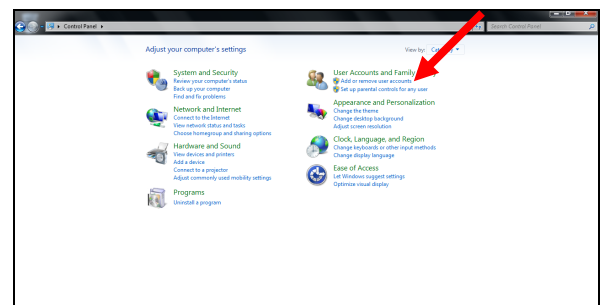 Control Panel
Search Control Panel
Adjust your computer's settings
View by:
System and Security
Review your computer's status
Back up your computer
Find and fix problems
Network and Internet
Connect to the Internet
View network status and tasks
Choose homegroup and sharing options
Hardware and Sound
View devices and printers
Add a device
Connect to a projector
Adjust commonly used mobility settings
Programs
Uninstall a program
User Accounts and Family
Add or remove user accounts
Set up parental controls for any user
Appearance and Personalization
Change the theme
Change desktop background
Adjust screen resolution
Clock, Language, and Region
Change keyboards or other input methods
Change display language
Ease of Access
Let Windows suggest settings
Optimize visual display